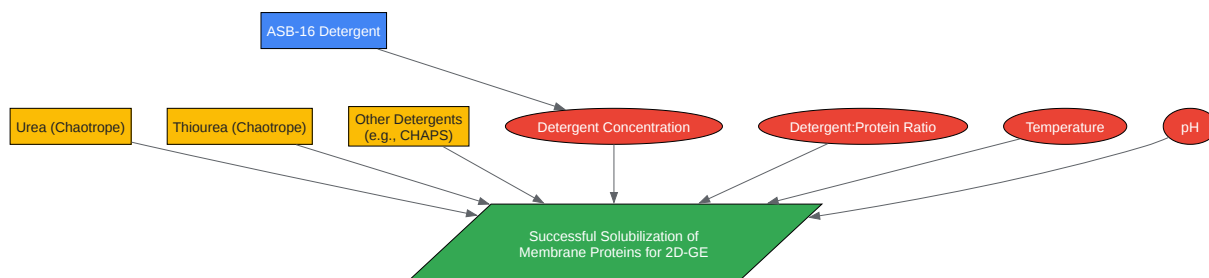 ASB-16 Detergent
Urea (Chaotrope)
Thiourea (Chaotrope)
Other Detergents
(e.g., CHAPS)
Detergent Concentration
Detergent:Protein Ratio
Temperature
pH
Successful Solubilization of
Membrane Proteins for 2D-GE